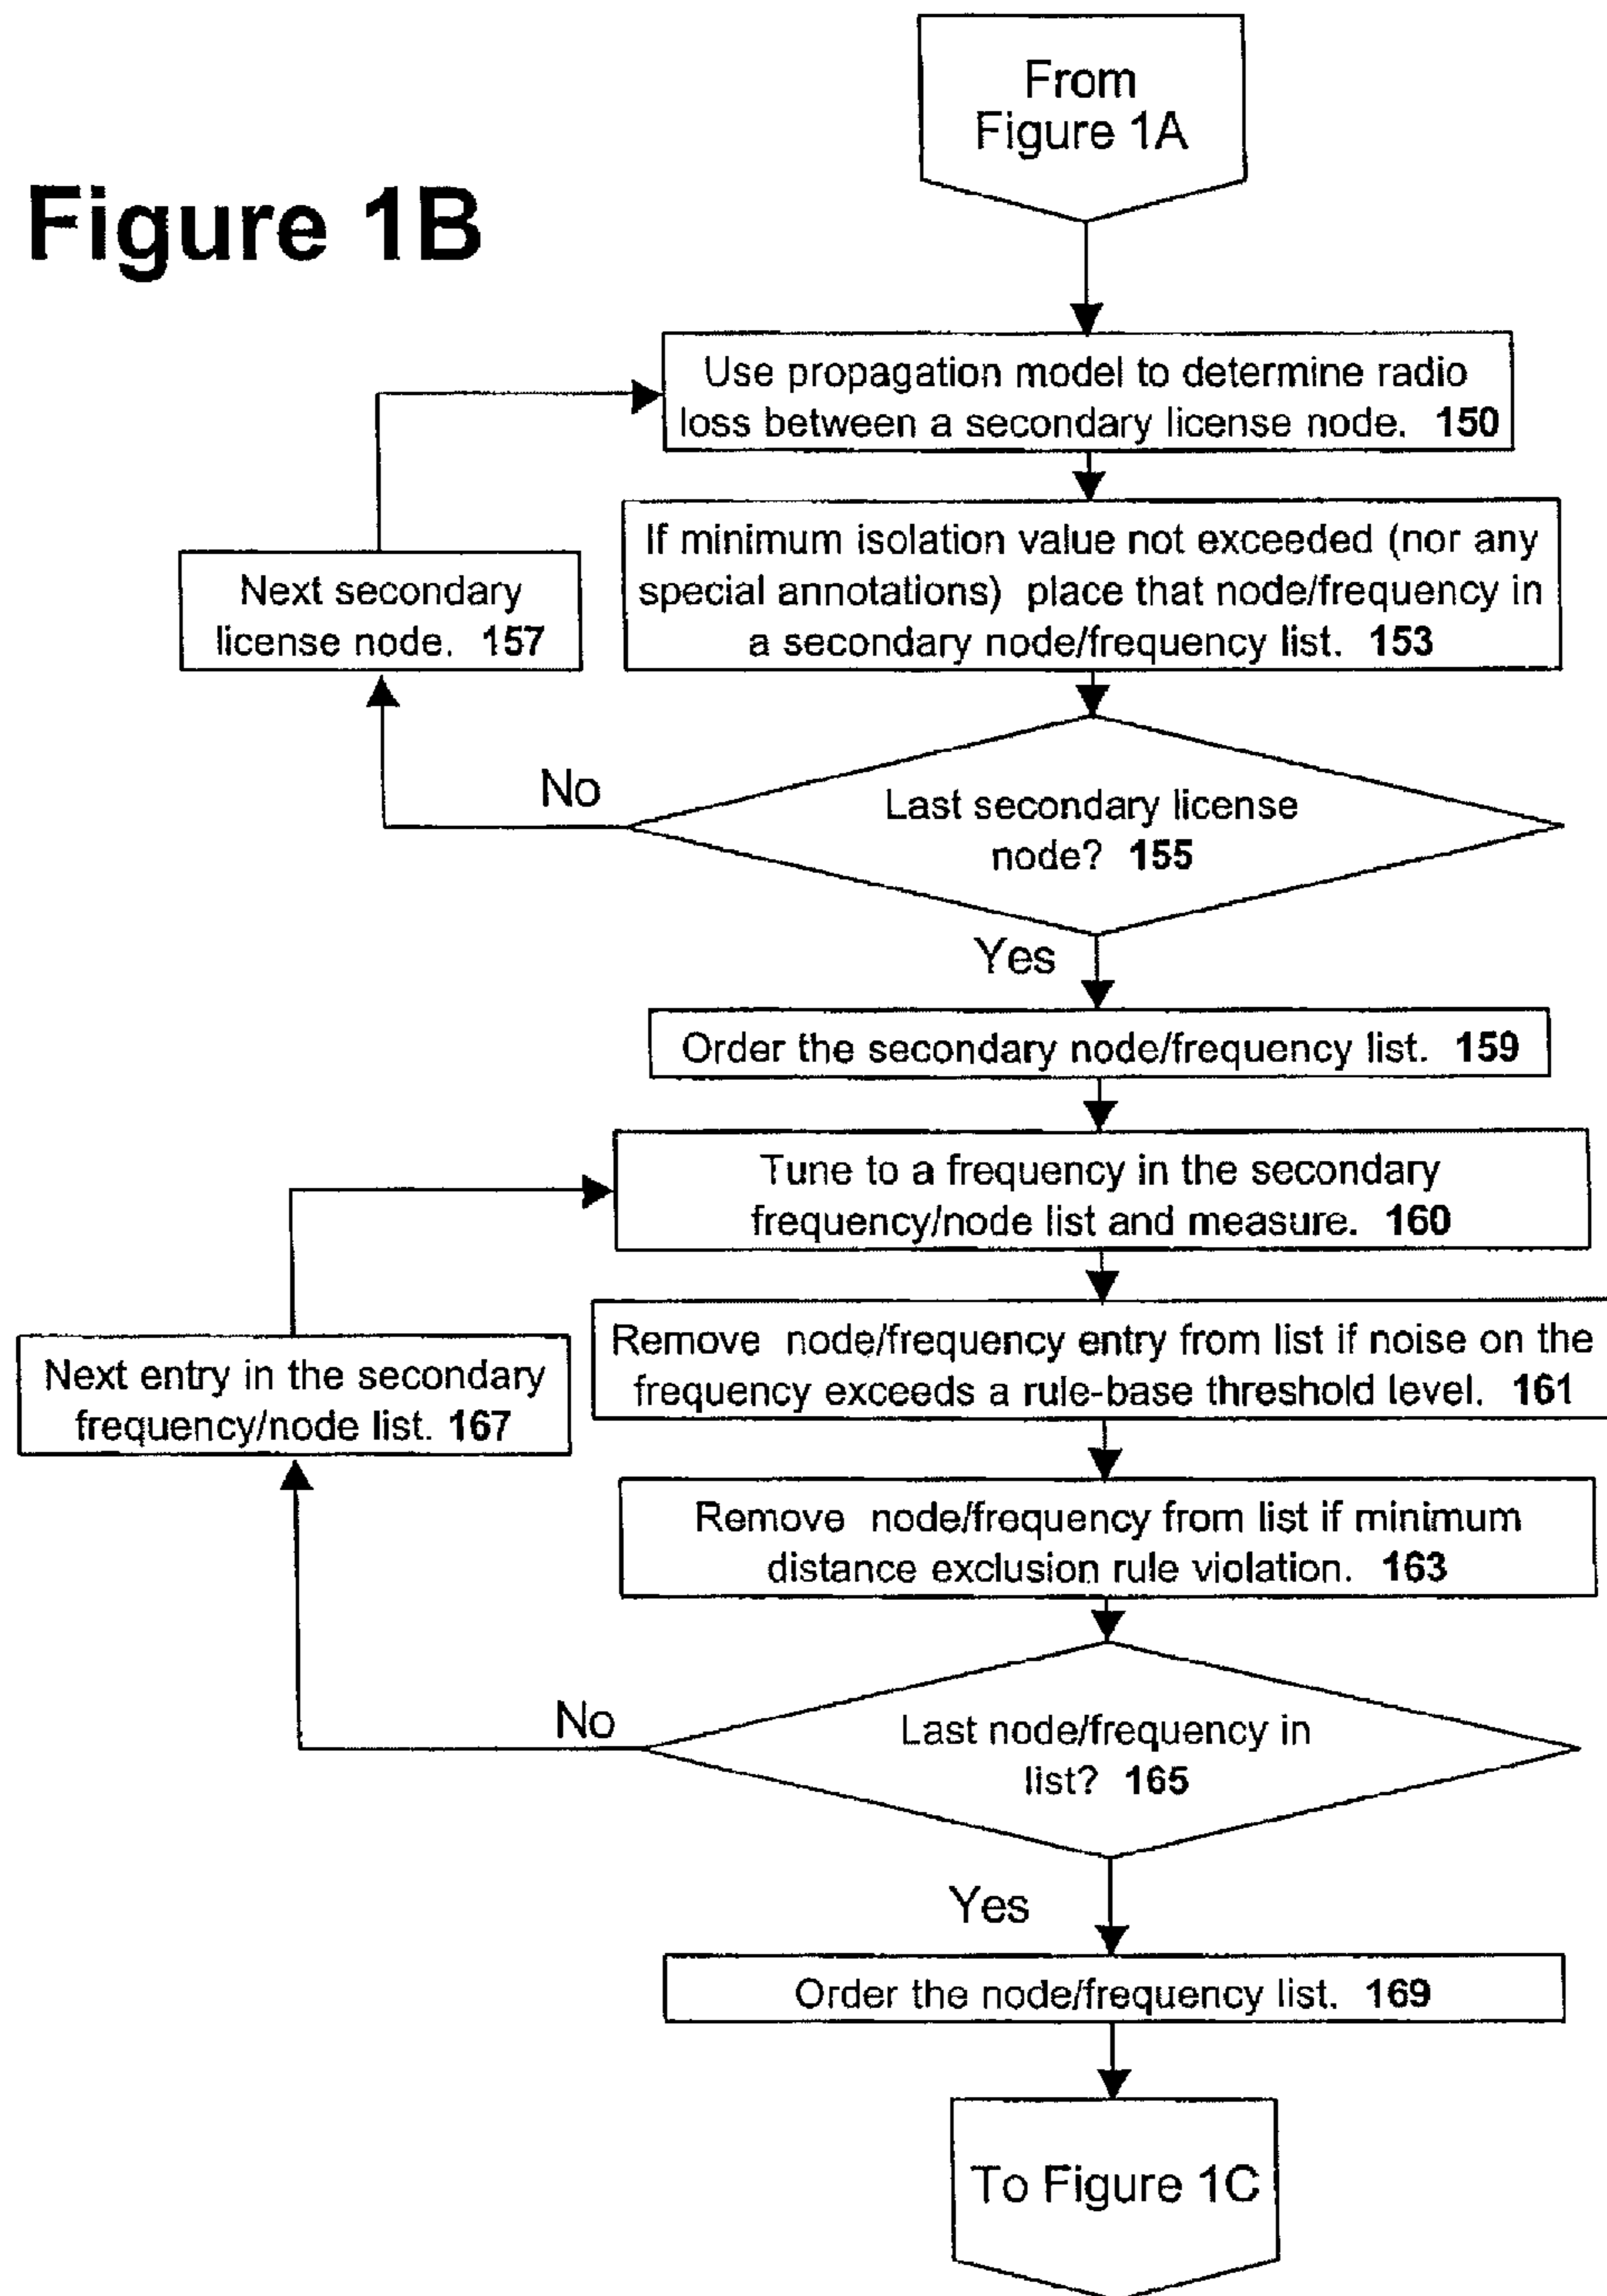 From
Figure 1A
Figure 1B
Use propagation model to determine radio
loss between a secondary license node. 150
If minimum isolation value not exceeded (nor any
special annotations) place that node/frequency in
a secondary node/frequency list. 153
Next secondary
license node. 157
No
Last secondary license
node? 155
Yes
Order the secondary node/frequency list. 159
Tune to a frequency in the secondary
frequency/node list and measure. 160
Remove node/frequency entry from list if noise on the
frequency exceeds a rule-base threshold level. 161
Next entry in the secondary
frequency/node list. 167
Remove node/frequency from list if minimum
distance exclusion rule violation. 163
No
Last node/frequency in
list? 165
Yes
Order the node/frequency list. 169
To Figure 1C